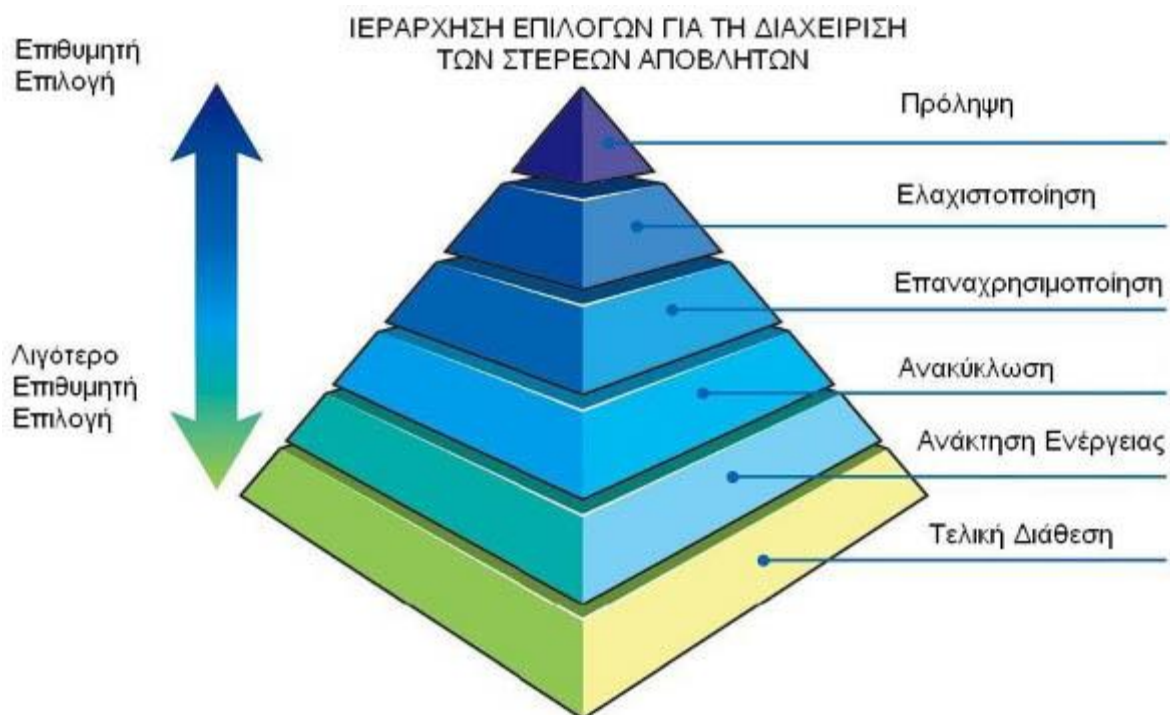 ΙΕΡΑΡΧΗΣΗ ΕΠΙΛΟΓΩΝ ΓΙΑ ΤΗ ΔΙΑΧΕΙΡΙΣΗ
ΤΩΝ ΣΤΕΡΕΩΝ ΑΠΟΒΛΗΤΩΝ
Επιθυμητή
Επιλογή
Λιγότερο
Επιθυμητή
Επιλογή
Πρόληψη
Ελαχιστοποίηση
Επαναχρησιμοποίηση
Ανακύκλωση
Ανάκτηση Ενέργειας
Τελική Διάθεση